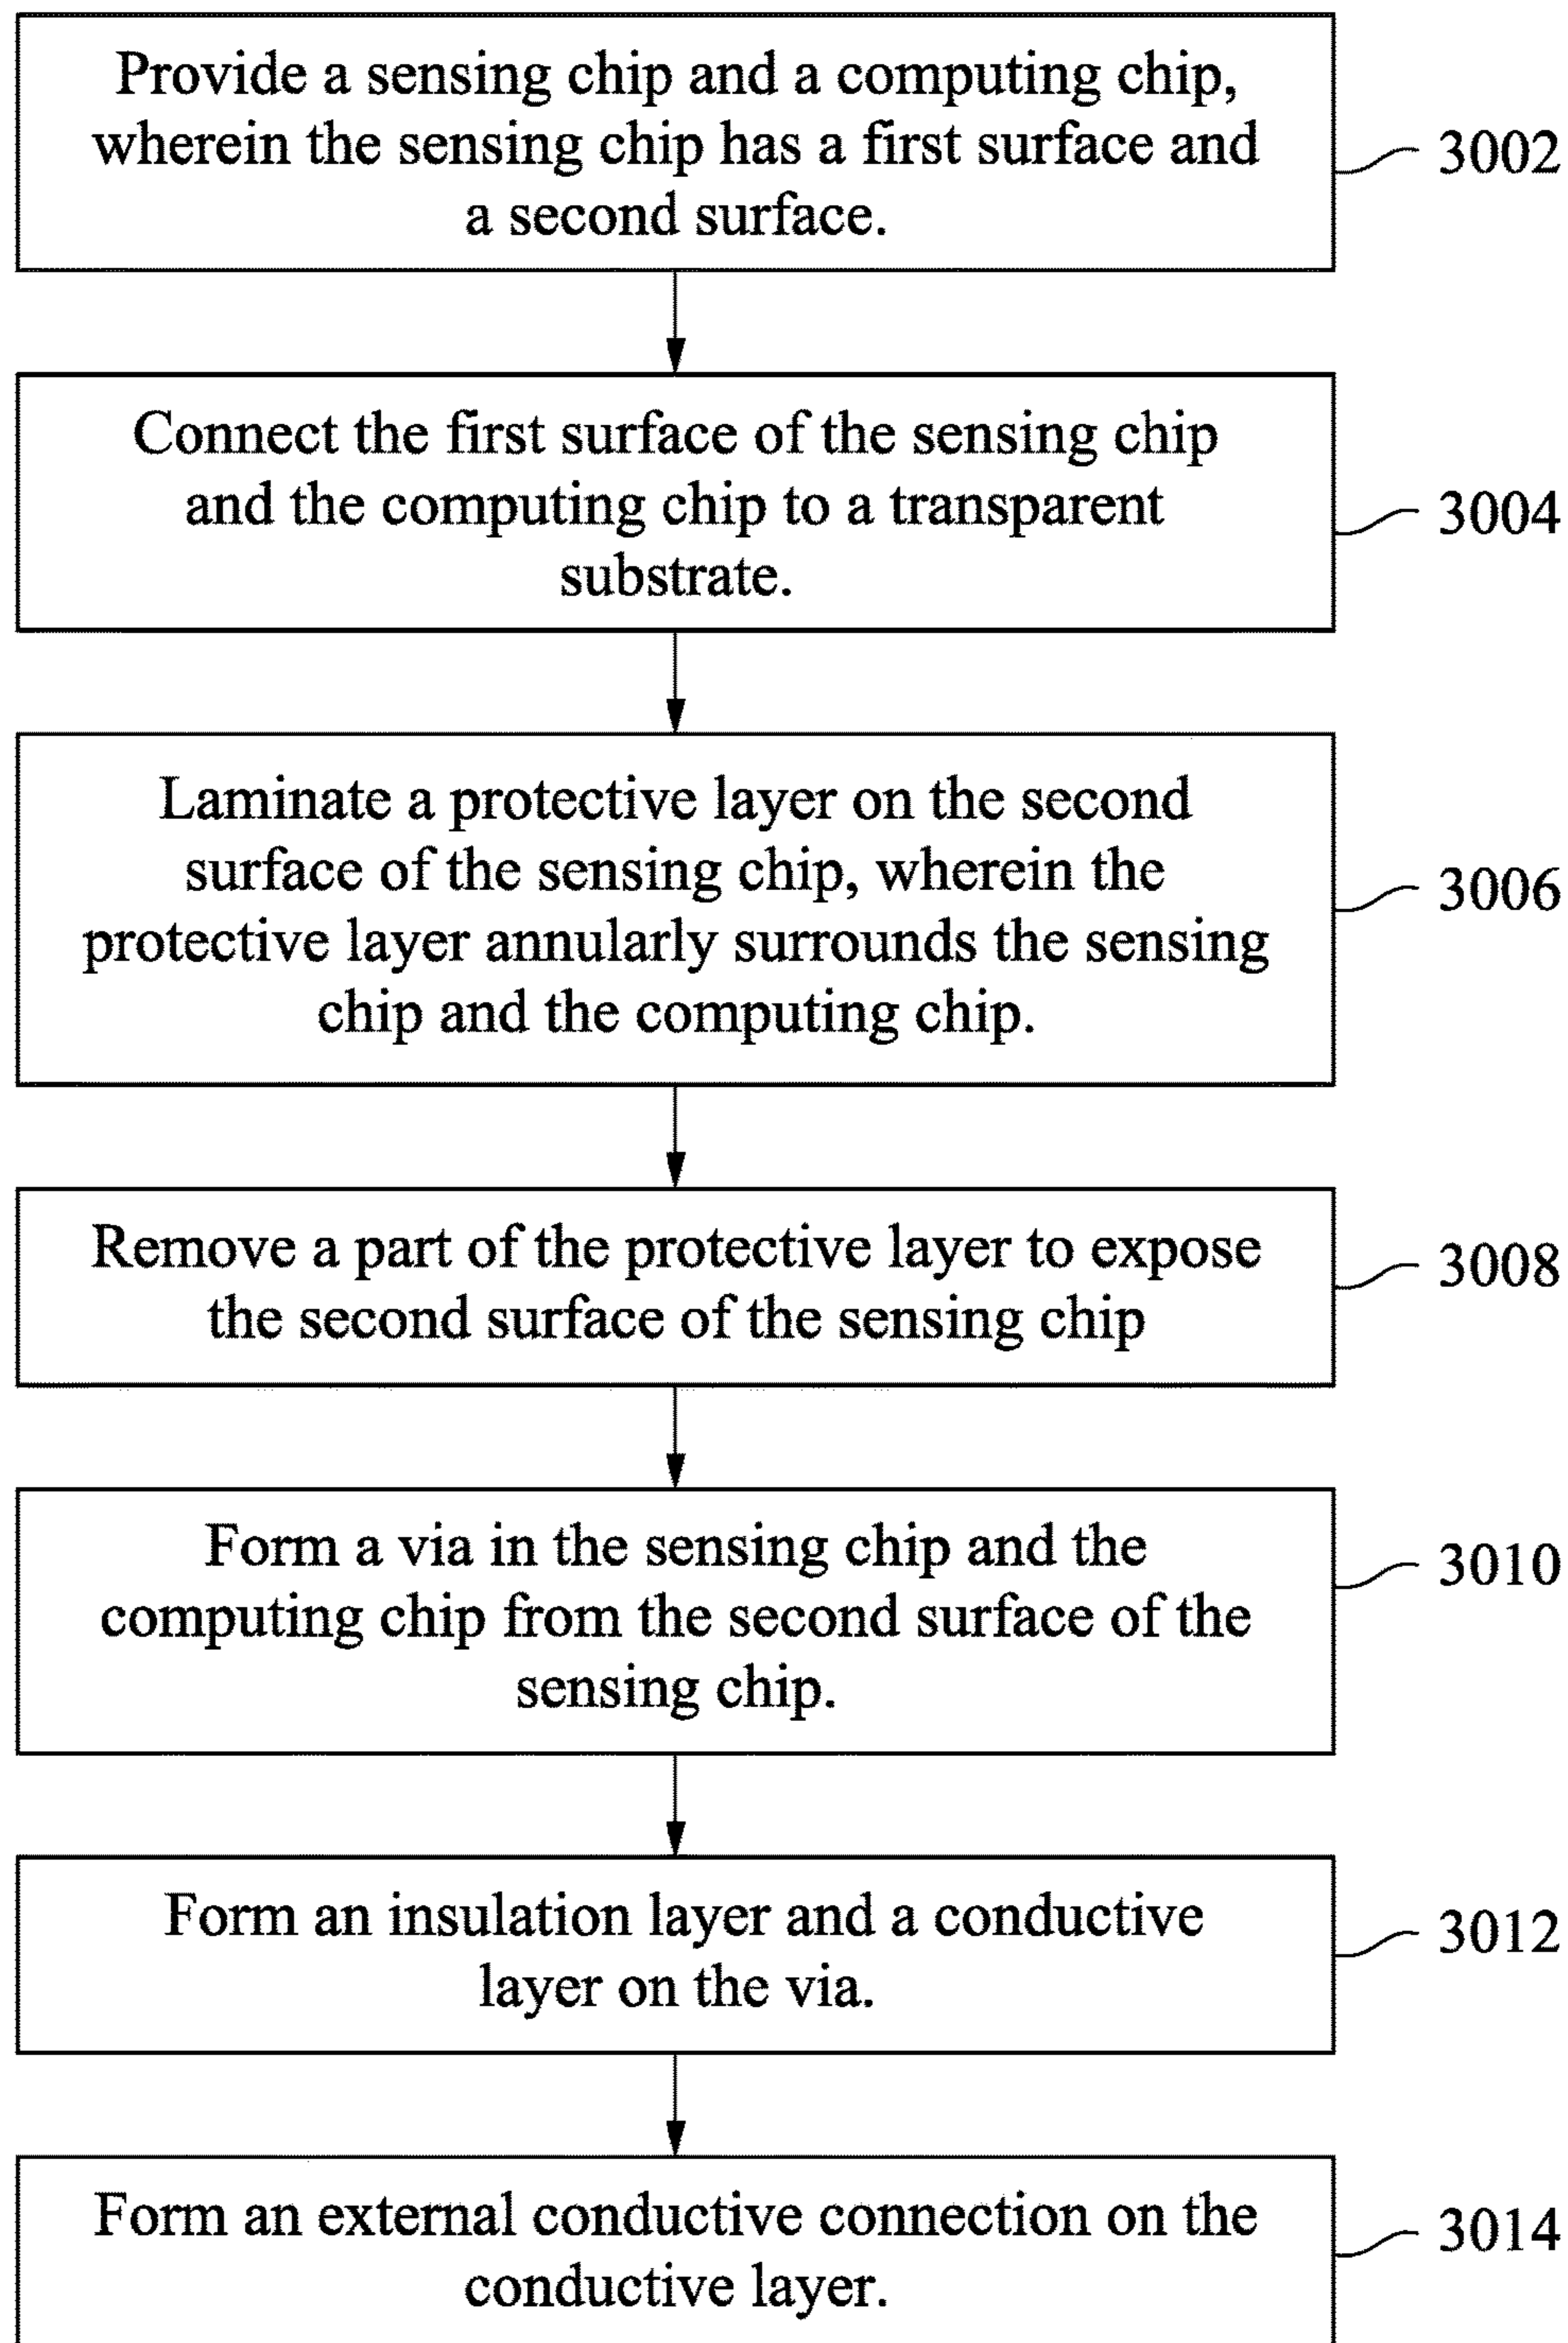 Provide a sensing chip and a computing chip,
wherein the sensing chip has a first surface and
a second surface.
3002
Connect the first surface of the sensing chip
and the computing chip to a transparent
substrate.
3004
Laminate a protective layer on the second
surface of the sensing chip, wherein the
protective layer annularly surrounds the sensing
chip and the computing chip.
3006
Remove a part of the protective layer to expose
the second surface of the sensing chip
3008
Form a via in the sensing chip and the
computing chip from the second surface of the
sensing chip.
3010
Form an insulation layer and a conductive
layer on the via.
3012
Form an external conductive connection on the
conductive layer.
3014